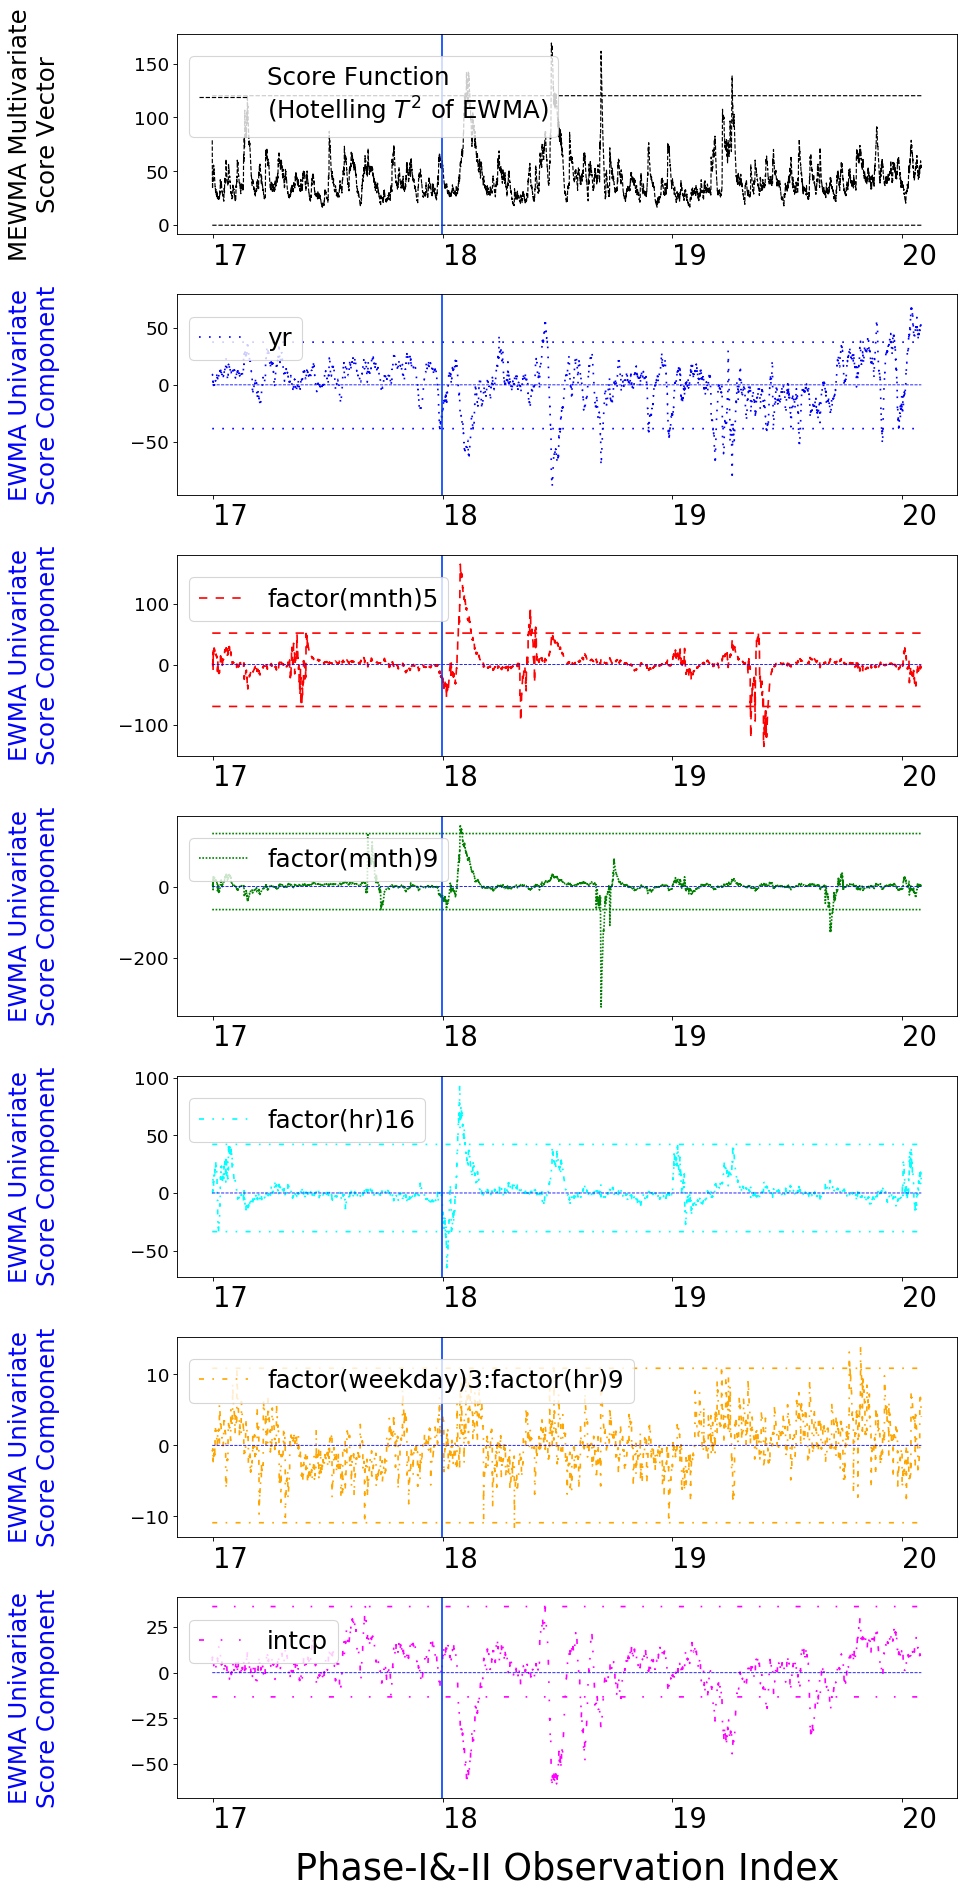 MEWMA Multivariate
Score Vector
150
100
50
0
Score Function
(Hotelling T² of EWMA)
17 18 19 20
EWMA Univariate
Score Component
50
0
−50
yr
17 18 19 20
EWMA Univariate
Score Component
100
0
−100
factor(mnth)5
17 18 19 20
EWMA Univariate
Score Component
0
−200
factor(mnth)9
17 18 19 20
EWMA Univariate
Score Component
100
50
0
−50
factor(hr)16
17 18 19 20
EWMA Univariate
Score Component
10
0
−10
factor(weekday)3:factor(hr)9
17 18 19 20
EWMA Univariate
Score Component
25
0
−25
−50
intcp
17 18 19 20
Phase-I&-II Observation Index